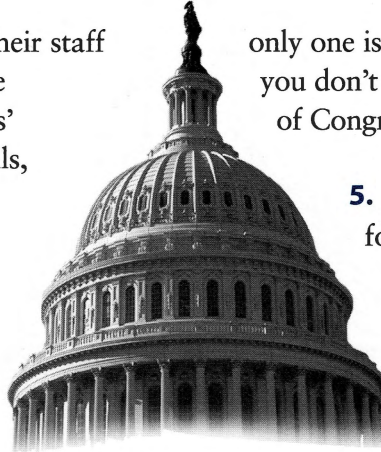 heir staff
e
s'
ls,
only one is
you don't
of Congr
5.
fo